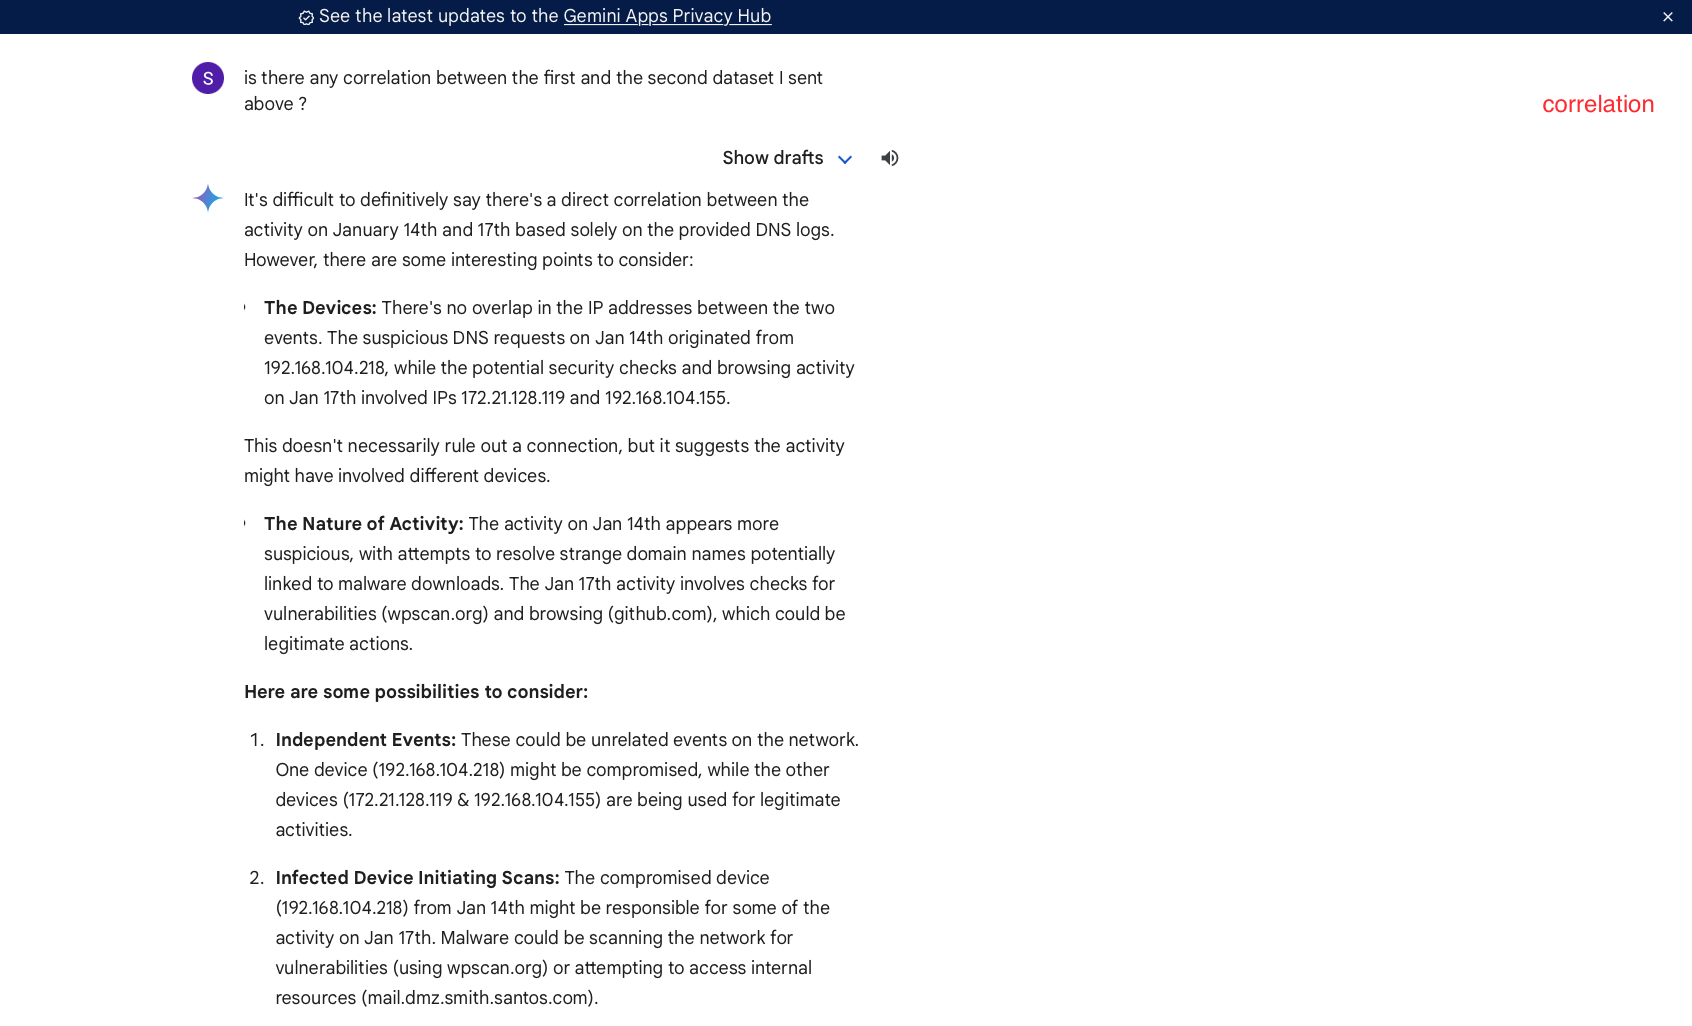 See the latest updates to the Gemini Apps Privacy Hub
S
is there any correlation between the first and the second dataset I sent
above ?
correlation
Show drafts
It's difficult to definitively say there's a direct correlation between the
activity on January 14th and 17th based solely on the provided DNS logs.
However, there are some interesting points to consider:
The Devices: There's no overlap in the IP addresses between the two
events. The suspicious DNS requests on Jan 14th originated from
192.168.104.218, while the potential security checks and browsing activity
on Jan 17th involved IPs 172.21.128.119 and 192.168.104.155.
This doesn't necessarily rule out a connection, but it suggests the activity
might have involved different devices.
The Nature of Activity: The activity on Jan 14th appears more
suspicious, with attempts to resolve strange domain names potentially
linked to malware downloads. The Jan 17th activity involves checks for
vulnerabilities (wpscan.org) and browsing (github.com), which could be
legitimate actions.
Here are some possibilities to consider:
1. Independent Events: These could be unrelated events on the network.
One device (192.168.104.218) might be compromised, while the other
devices (172.21.128.119 & 192.168.104.155) are being used for legitimate
activities.
2. Infected Device Initiating Scans: The compromised device
(192.168.104.218) from Jan 14th might be responsible for some of the
activity on Jan 17th. Malware could be scanning the network for
vulnerabilities (using wpscan.org) or attempting to access internal
resources (mail.dmz.smith.santos.com).